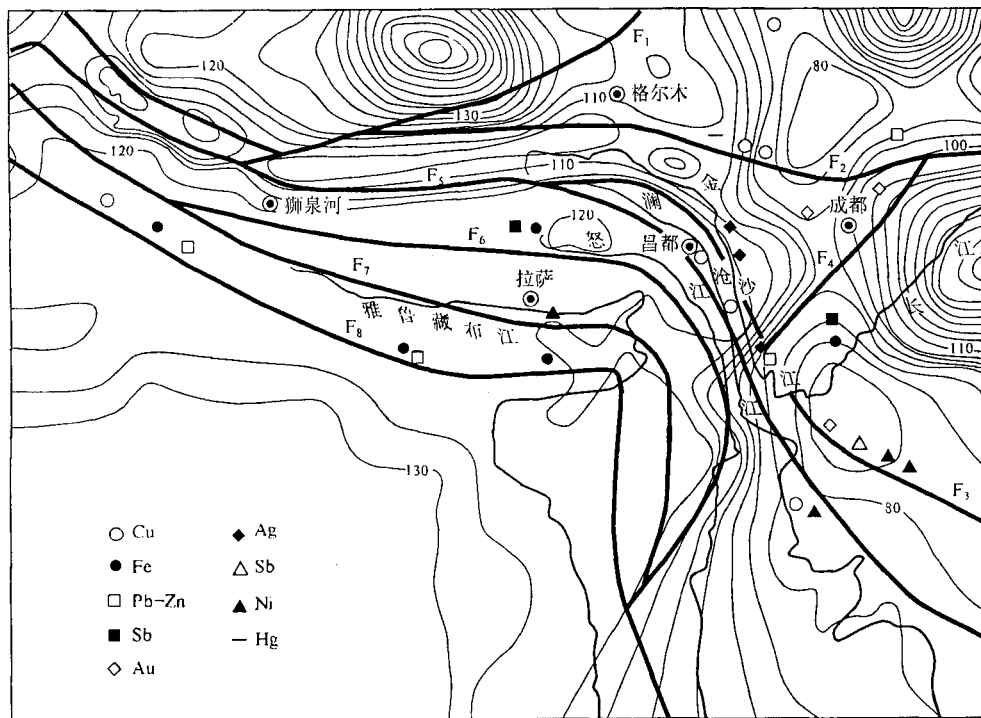 F1
120
80
110
格尔木
130
100
120
110
F2
F5
金
澜
成都
狮泉河
120
怒
昌都
江
F6
F4
沧
江
沙
F7
拉萨
长
雅鲁藏布江
F8
110
江
江
130
F3
80
Cu
Ag
Fe
Sb
Pb-Zn
Ni
Sb
Hg
Au